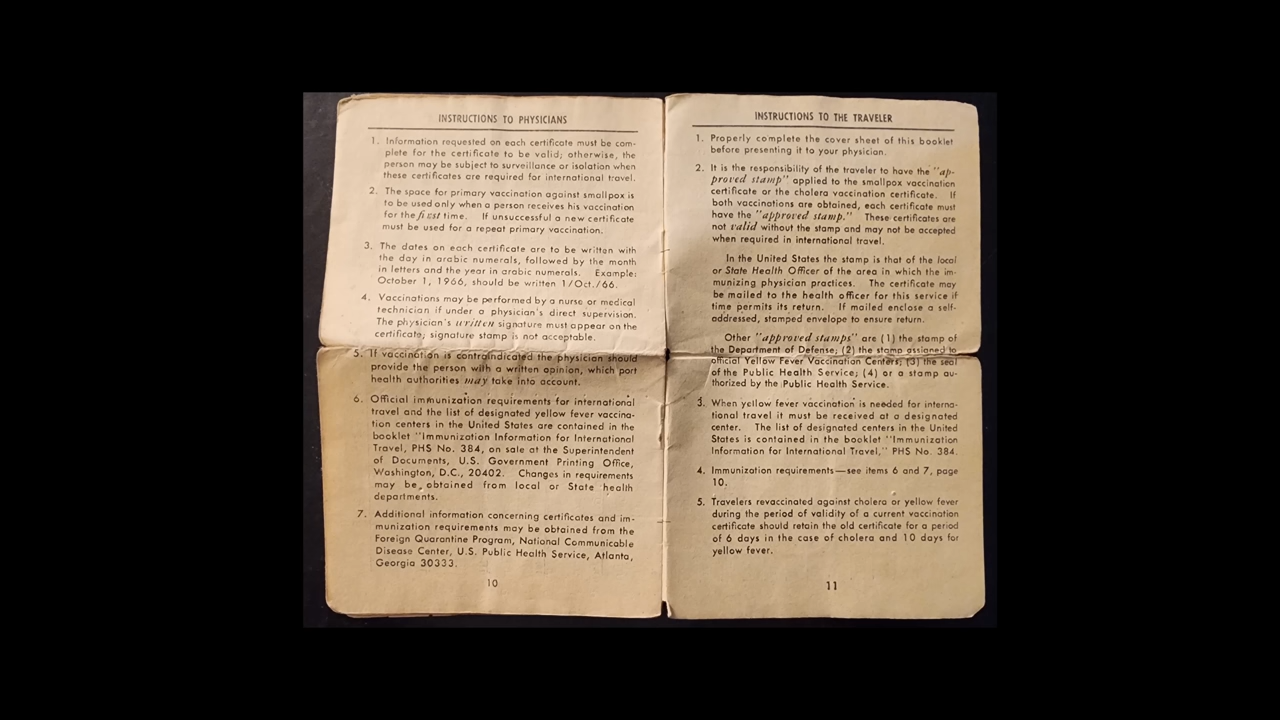 INSTRUCTIONS TO PHYSICIANS
1. Information requested on each certificate must be com-
plete for the certificate to be valid; otherwise, the
person may be subject to surveillance or isolation when
these certificates are required for international travel.
2. The space for primary vaccination against smallpox is
to be used only when a person receives his vaccination
for the first time. If unsuccessful a new certificate
must be used for a repeat primary vaccination.
3. The dates on each certificate are to be written with
the day in arabic numerals, followed by the month
in letters and the year in arabic numerals. Example:
October 1, 1966, should be written 1/Oct./66.
4. Vaccinations may be performed by a nurse or medical
technician if under a physician's direct supervision.
The physician's written signature must appear on the
certificate; signature stamp is not acceptable.
5. If vaccination is contraindicated the physician should
provide the person with a written opinion, which port
health authorities may take into account.
6. Official immunization requirements for international
travel and the list of designated yellow fever vaccina-
tion centers in the United States are contained in the
booklet "Immunization Information for International
Travel, PHS No. 384, on sale at the Superintendent
of Documents, U.S. Government Printing Office,
Washington, D.C., 20402. Changes in requirements
may be obtained from local or State health
departments.
7. Additional information concerning certificates and im-
munization requirements may be obtained from the
Foreign Quarantine Program, National Communicable
Disease Center, U.S. Public Health Service, Atlanta,
Georgia 30333.
10
INSTRUCTIONS TO THE TRAVELER
1. Properly complete the cover sheet of this booklet
before presenting it to your physician.
2. It is the responsibility of the traveler to have the "ap-
proved stamp" applied to the smallpox vaccination
certificate or the cholera vaccination certificate. If
both vaccinations are obtained, each certificate must
have the "approved stamp." These certificates are
not valid without the stamp and may not be accepted
when required in international travel.
In the United States the stamp is that of the local
or State Health Officer of the area in which the im-
munizing physician practices. The certificate may
be mailed to the health officer for this service if
time permits its return. If mailed enclose a self-
addressed, stamped envelope to ensure return.
Other "approved stamps" are (1) the stamp of
the Department of Defense; (2) the stamp assigned to
official Yellow Fever Vaccination Centers; (3) the seal
of the Public Health Service; (4) or a stamp au-
thorized by the Public Health Service.
3. When yellow fever vaccination is needed for interna-
tional travel it must be received at a designated
center. The list of designated centers in the United
States is contained in the booklet "Immunization
Information for International Travel," PHS No. 384.
4. Immunization requirements—see items 6 and 7, page
10.
5. Travelers revaccinated against cholera or yellow fever
during the period of validity of a current vaccination
certificate should retain the old certificate for a period
of 6 days in the case of cholera and 10 days for
yellow fever.
11